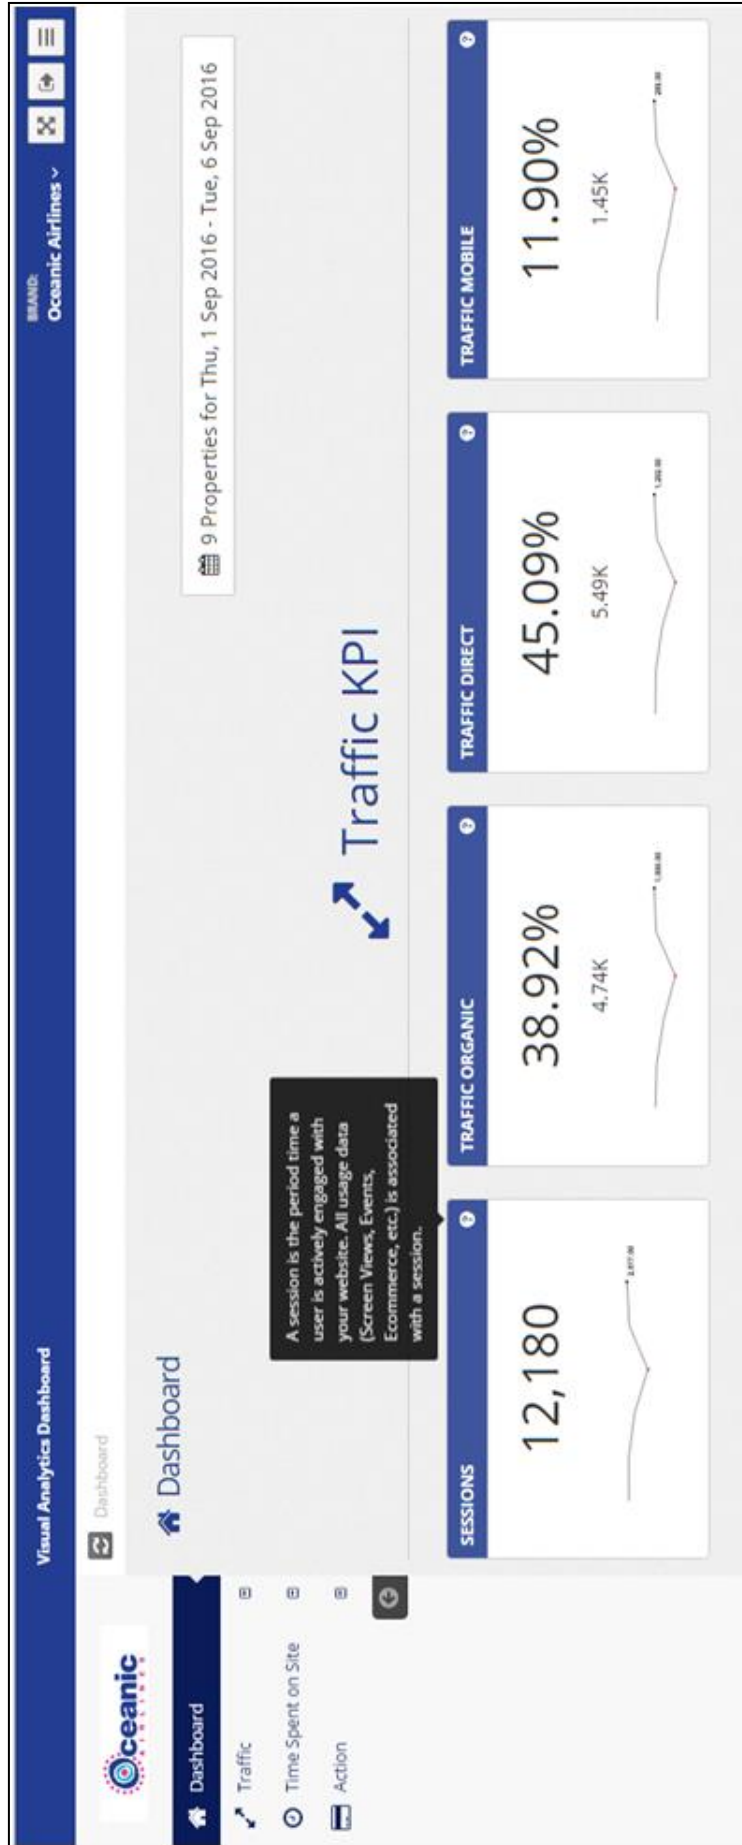 Visual Analytics Dashboard
BRAND:
Oceanic Airlines
Oceanic
AIRLINES
Dashboard
Dashboard
Traffic
Time Spent on Site
Action
Dashboard
9 Properties for Thu, 1 Sep 2016 - Tue, 6 Sep 2016
A session is the period time a
user is actively engaged with
your website. All usage data
(Screen Views, Events,
Ecommerce, etc.) is associated
with a session.
Traffic KPI
SESSIONS
12,180
TRAFFIC ORGANIC
38.92%
4.74K
TRAFFIC DIRECT
45.09%
5.49K
TRAFFIC MOBILE
11.90%
1.45K